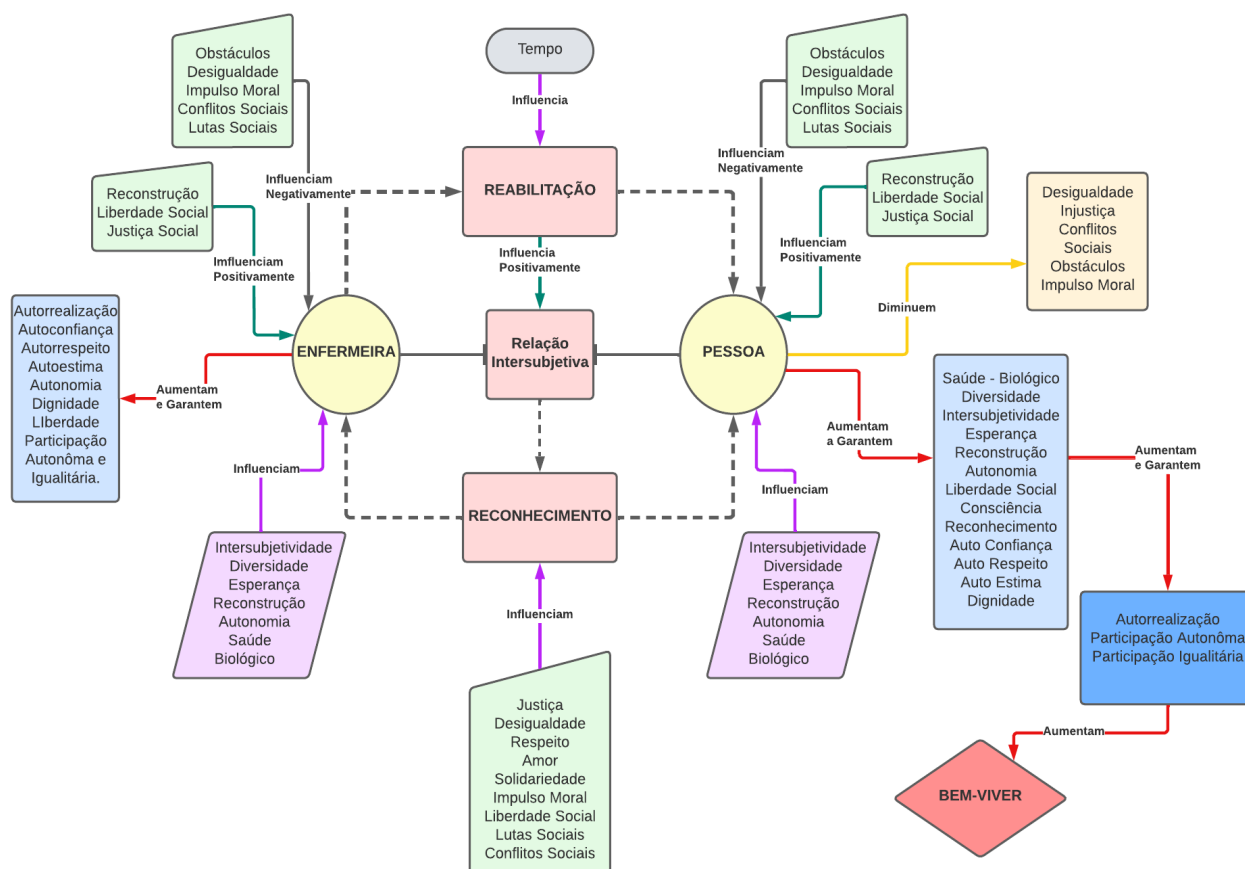 Obstáculos
Desigualdade
Impulso Moral
Conflitos Sociais
Lutas Sociais
Tempo
Obstáculos
Desigualdade
Impulso Moral
Conflitos Sociais
Lutas Sociais
Influencia
Influenciam
Negativamente
REABILITAÇÃO
Influenciam
Negativamente
Reconstrução
Liberdade Social
Justiça Social
Reconstrução
Liberdade Social
Justiça Social
Desigualdade
Injustiça
Conflitos
Sociais
Obstáculos
Impulso Moral
Imfluenciam
Positivamente
Influencia
Positivamente
Influenciam
Positivamente
Diminuem
Autorrealização
Autoconfiança
Autorrespeito
Autoestima
Autonomia
Dignidade
LIberdade
Participação
Autonôma e
Igualitária.
ENFERMEIRA
Relação
Intersubjetiva
PESSOA
Aumentam
e Garantem
Aumentam
a Garantem
Saúde - Biológico
Diversidade
Intersubjetividade
Esperança
Reconstrução
Autonomia
Liberdade Social
Consciência
Reconhecimento
Auto Confiança
Auto Respeito
Auto Estima
Dignidade
Aumentam
e Garantem
Influenciam
Influenciam
RECONHECIMENTO
Intersubjetividade
Diversidade
Esperança
Reconstrução
Autonomia
Saúde
Biológico
Influenciam
Intersubjetividade
Diversidade
Esperança
Reconstrução
Autonomia
Saúde
Biológico
Autorrealização
Participação Autonôma
Participação Igualitária
Justiça
Desigualdade
Respeito
Amor
Solidariedade
Impulso Moral
Liberdade Social
Lutas Sociais
Conflitos Sociais
Aumentam
BEM-VIVER